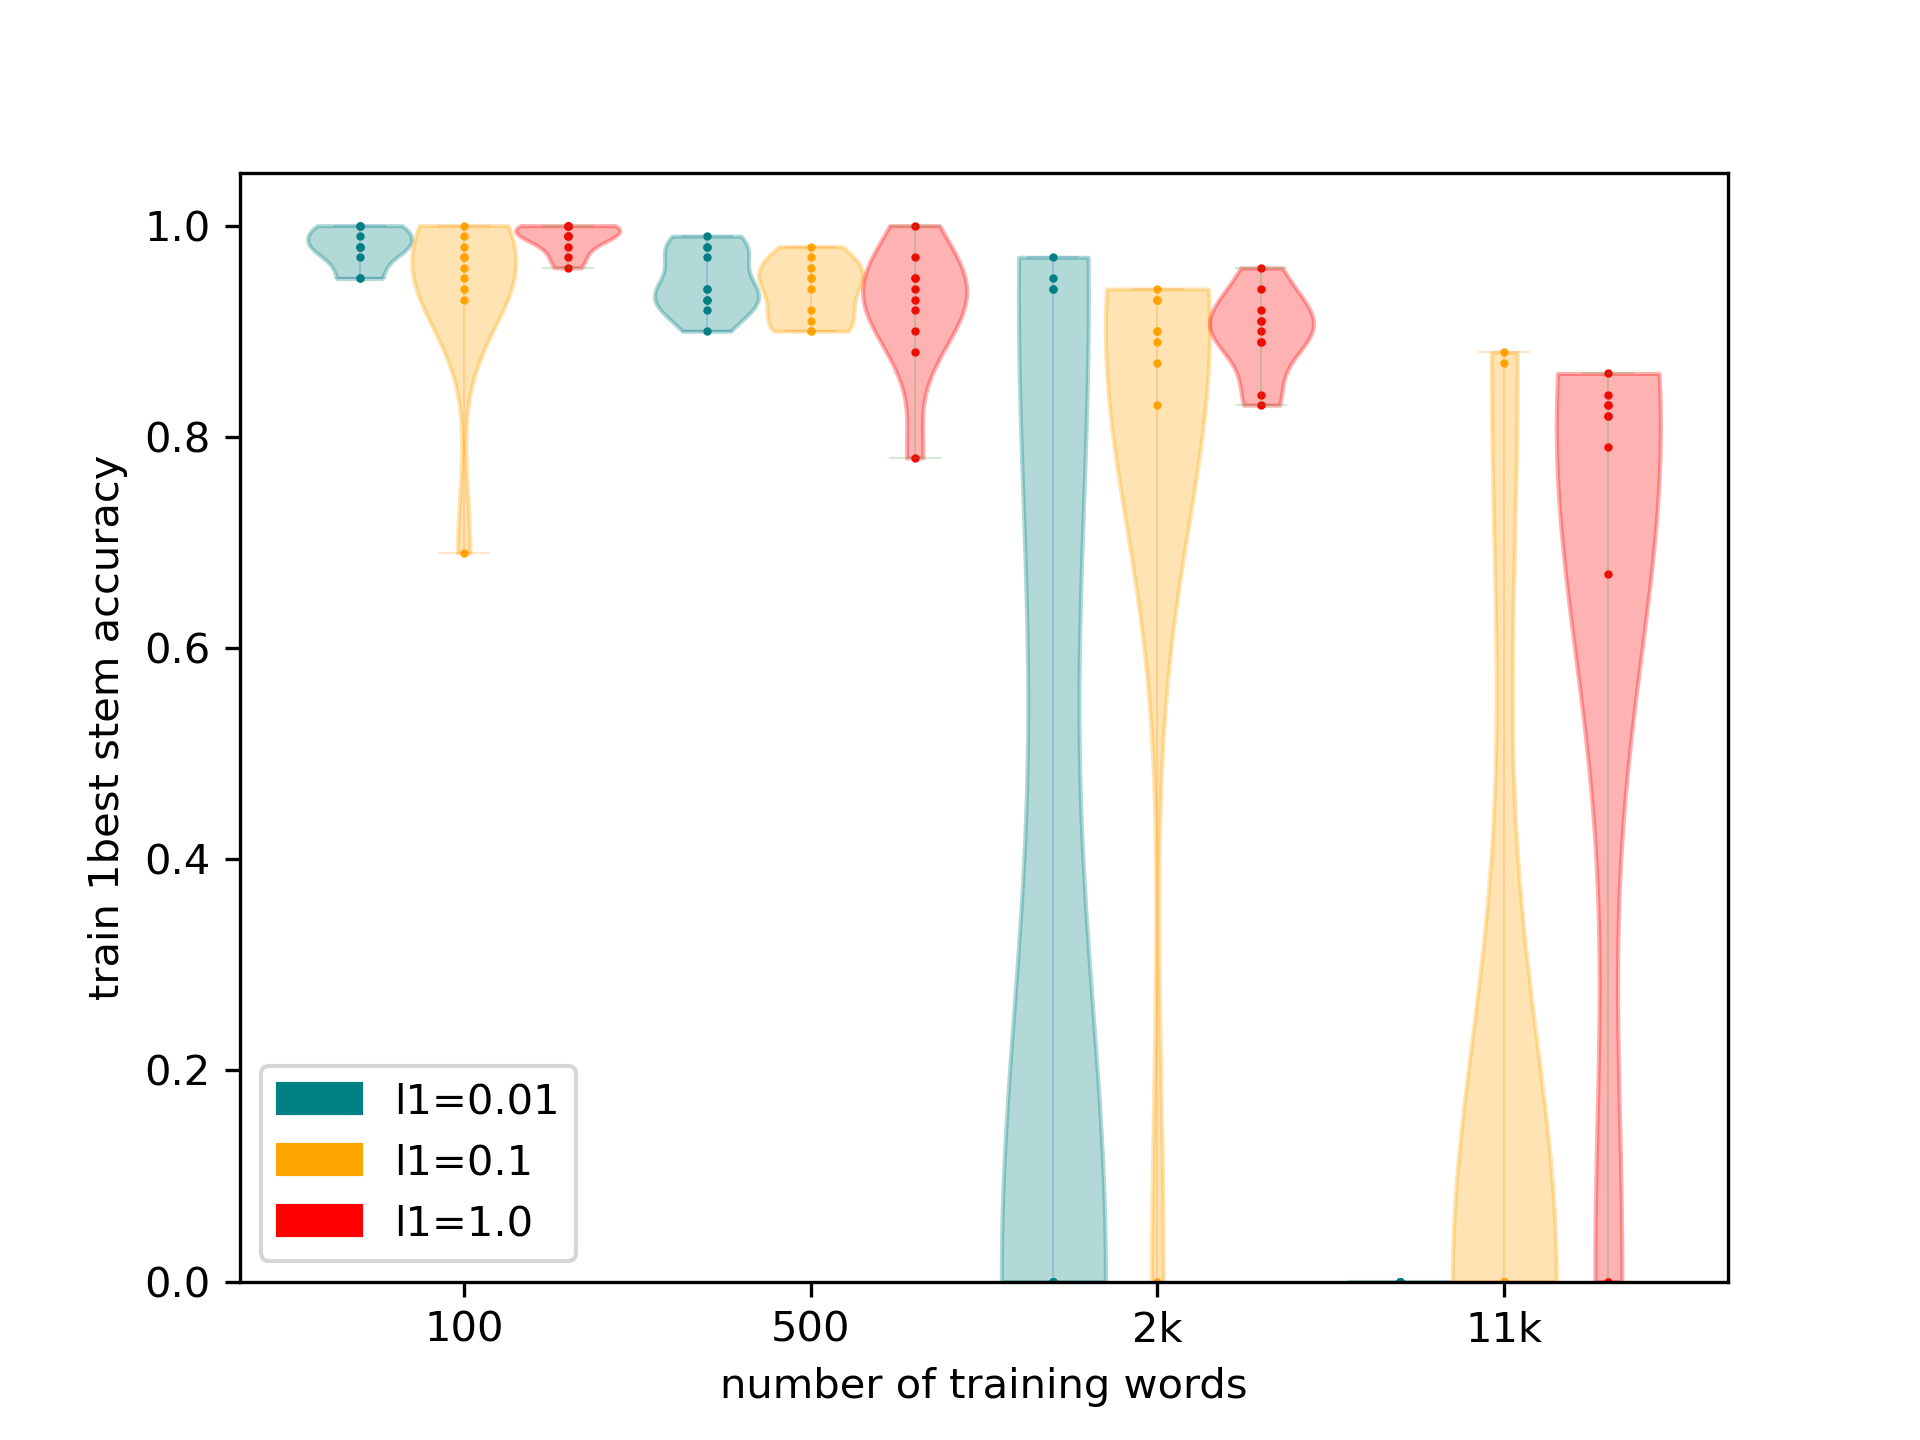 1.0
0.8
0.6
0.4
0.2
0.0
train 1best stem accuracy
l1=0.01
l1=0.1
l1=1.0
100 500 2k 11k
number of training words